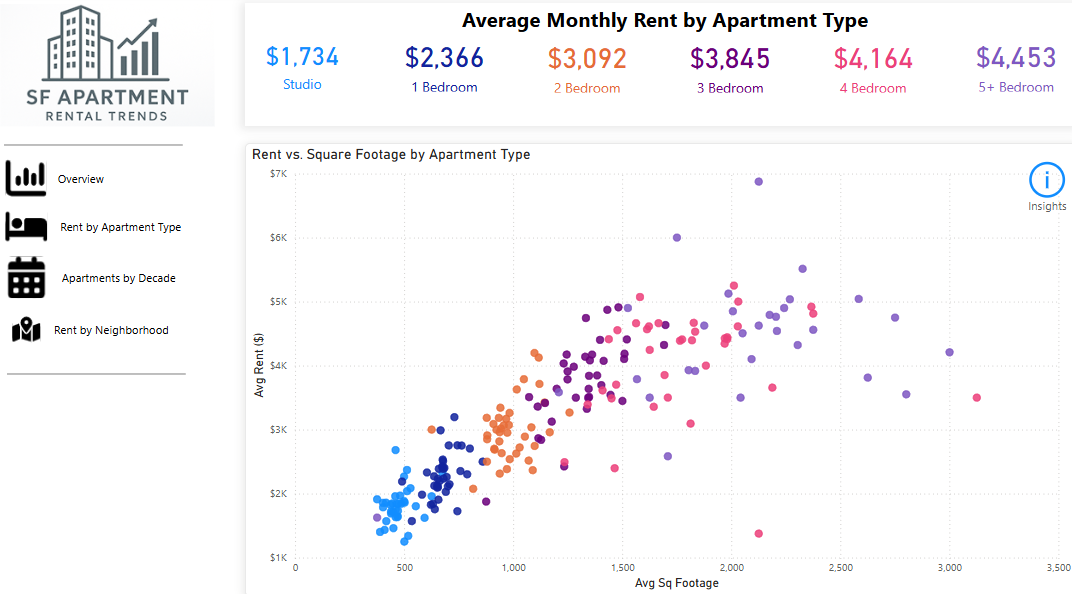 SF APARTMENT
RENTAL TRENDS
Overview
Rent by Apartment Type
Apartments by Decade
Rent by Neighborhood
Average Monthly Rent by Apartment Type
$1,734 $2,366 $3,092 $3,845 $4,164 $4,453
Studio 1 Bedroom 2 Bedroom 3 Bedroom 4 Bedroom 5+ Bedroom
Rent vs. Square Footage by Apartment Type
i
Insights
Avg Rent ($)
$7K
$6K
$5K
$4K
$3K
$2K
$1K
0 500 1,000 1,500 2,000 2,500 3,000 3,500
Avg Sq Footage